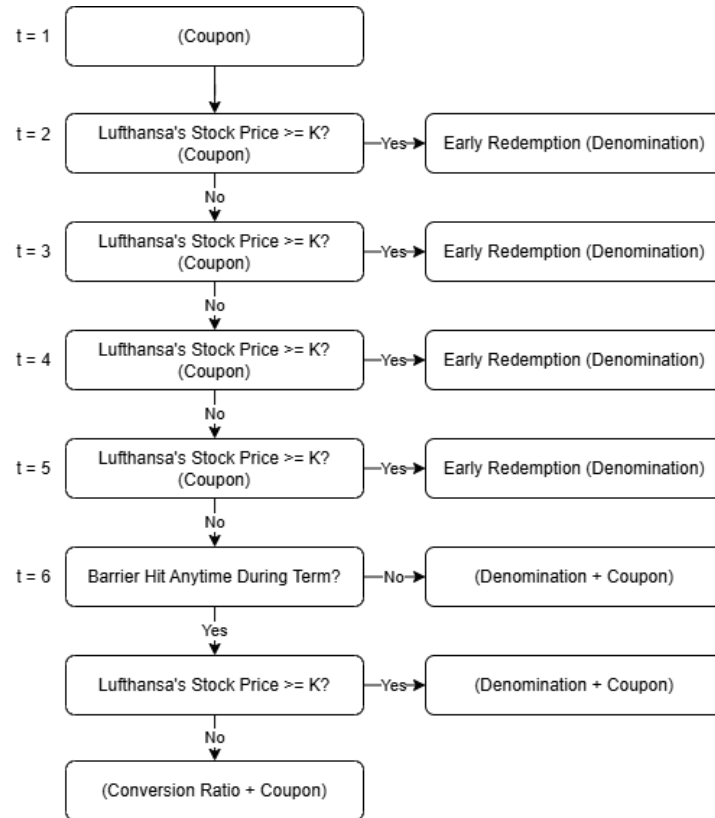 t = 1
(Coupon)
t = 2
Lufthansa's Stock Price >= K?
(Coupon)
Yes
Early Redemption (Denomination)
No
t = 3
Lufthansa's Stock Price >= K?
(Coupon)
Yes
Early Redemption (Denomination)
No
t = 4
Lufthansa's Stock Price >= K?
(Coupon)
Yes
Early Redemption (Denomination)
No
t = 5
Lufthansa's Stock Price >= K?
(Coupon)
Yes
Early Redemption (Denomination)
No
t = 6
Barrier Hit Anytime During Term?
No
(Denomination + Coupon)
Yes
Lufthansa's Stock Price >= K?
Yes
(Denomination + Coupon)
No
(Conversion Ratio + Coupon)